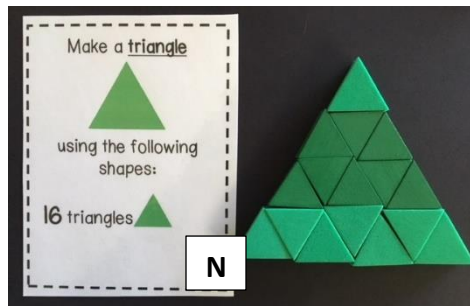 Make a triangle
using the following
shapes:
16 triangles
N